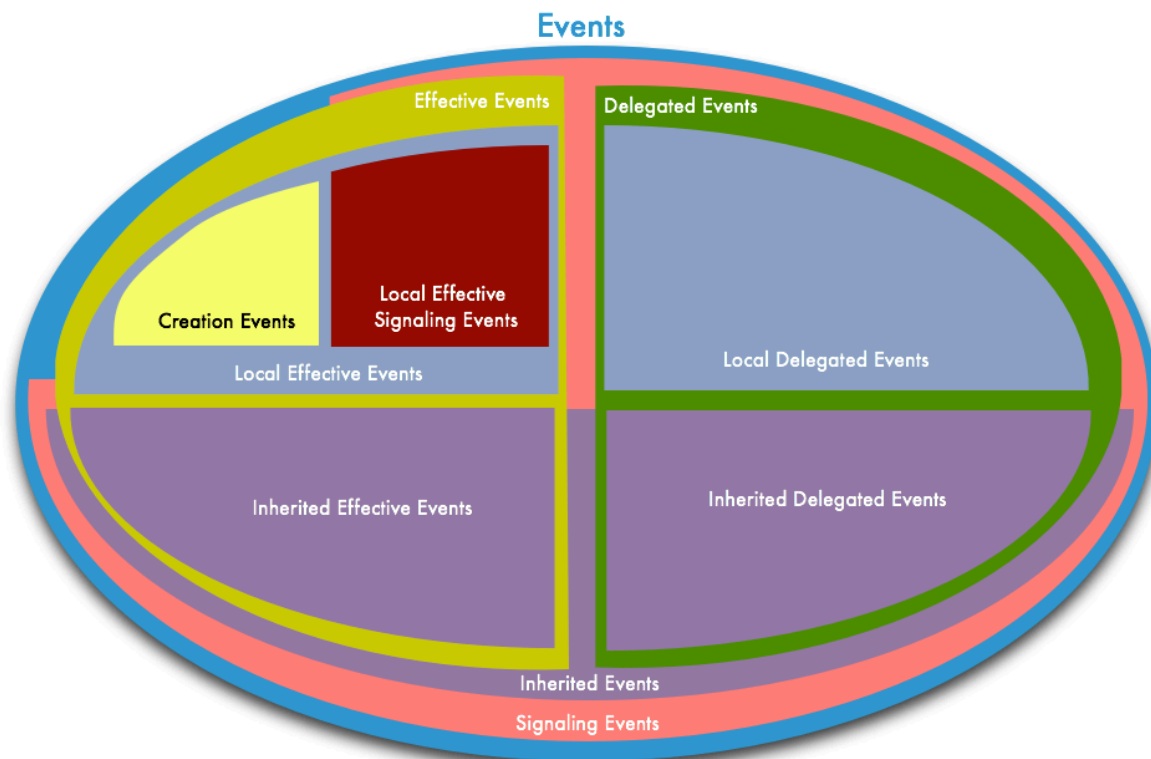 Events
Effective Events
Delegated Events
Local Effective
Signaling Events
Creation Events
Local Effective Events
Local Delegated Events
Inherited Effective Events
Inherited Delegated Events
Inherited Events
Signaling Events